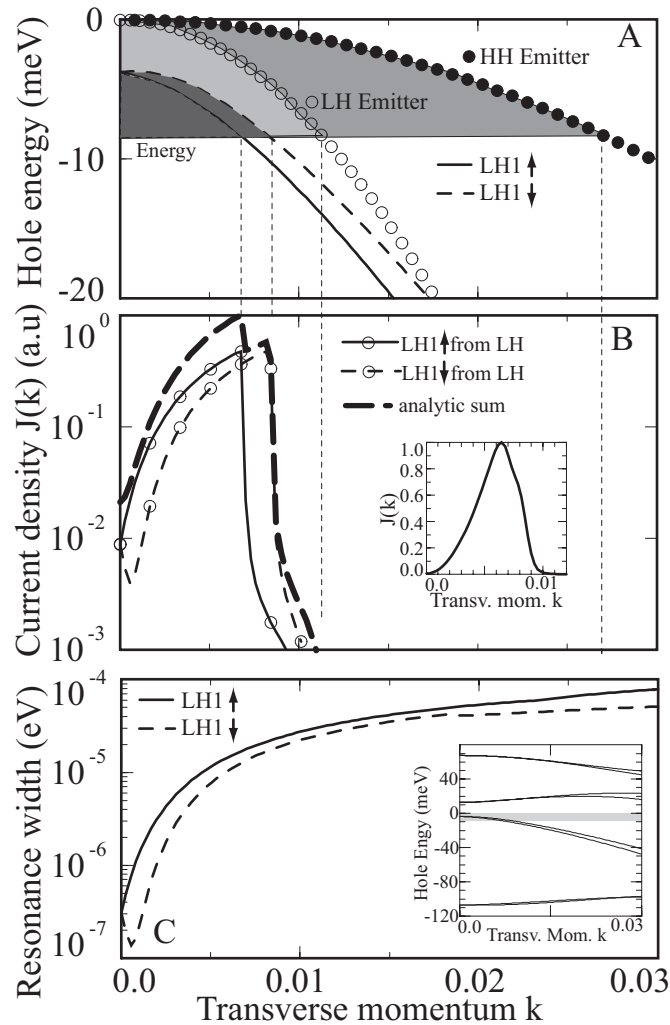 0
A
HH Emitter
LH Emitter
Hole energy (meV)
-10
Energy
LH1
LH1
-20
10^0
B
LH1 from LH
LH1 from LH
analytic sum
Current density J(k) (a.u)
10^-1
10^-2
10^-3
1.0
0.8
0.6
0.4
0.2
0.0
J(k)
0.0
0.01
Transv. mom. k
10^-4
LH1
LH1
Resonance width (eV)
10^-5
10^-6
10^-7
C
40
0
-40
-80
-120
Hole Engy (meV)
0.0
0.03
Transv. Mom. k
0.0
0.01
0.02
0.03
Transverse momentum k